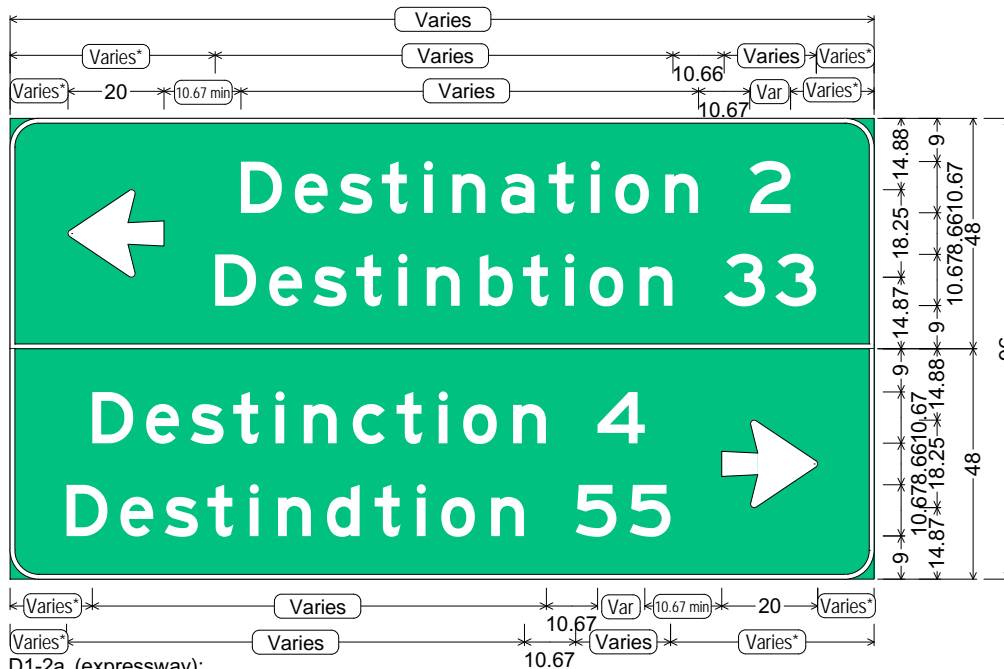 Varies
Varies* Varies 10.66 Varies Varies*
Varies* 20 10.67 min Varies 10.67 Var Varies*
Destination 2
Destinbtion 33
Destinction 4
Destindtion 55
14.88 18.25 14.87
9 10.67 8.66 10.67 9
48
9 10.67 8.66 10.67 9
14.88 18.25 14.87
48
Varies* Varies 10.67 Var 10.67 min 20 Varies*
Varies* Varies 10.67 Varies Varies*
D1-2a (expressway);